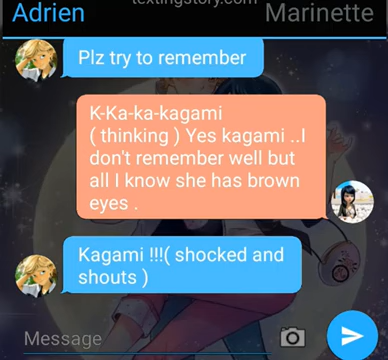 textingstory.com
Adrien Marinette
Plz try to remember
K-Ka-ka-kagami
( thinking ) Yes kagami ..I
don't remember well but
all I know she has brown
eyes .
Kagami !!!( shocked and
shouts )
Message